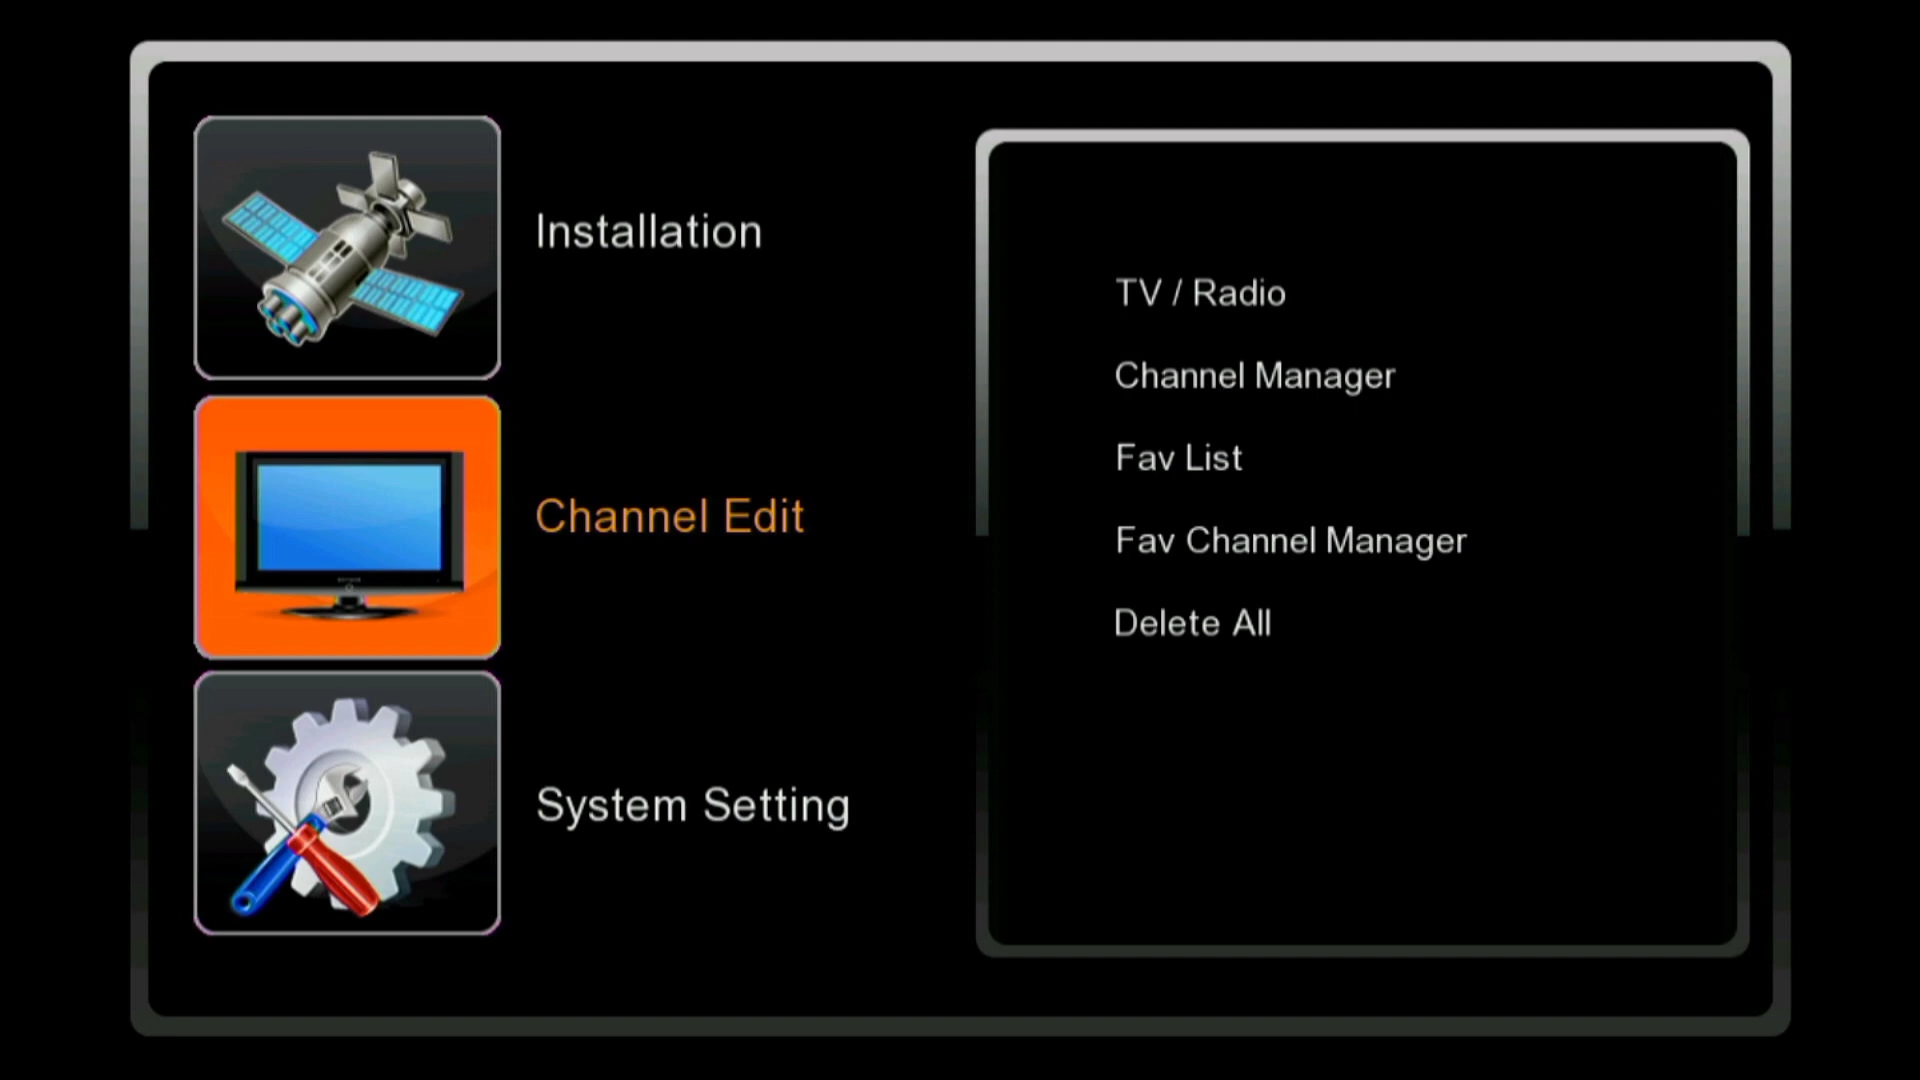 Installation
Channel Edit
System Setting
TV / Radio
Channel Manager
Fav List
Fav Channel Manager
Delete All